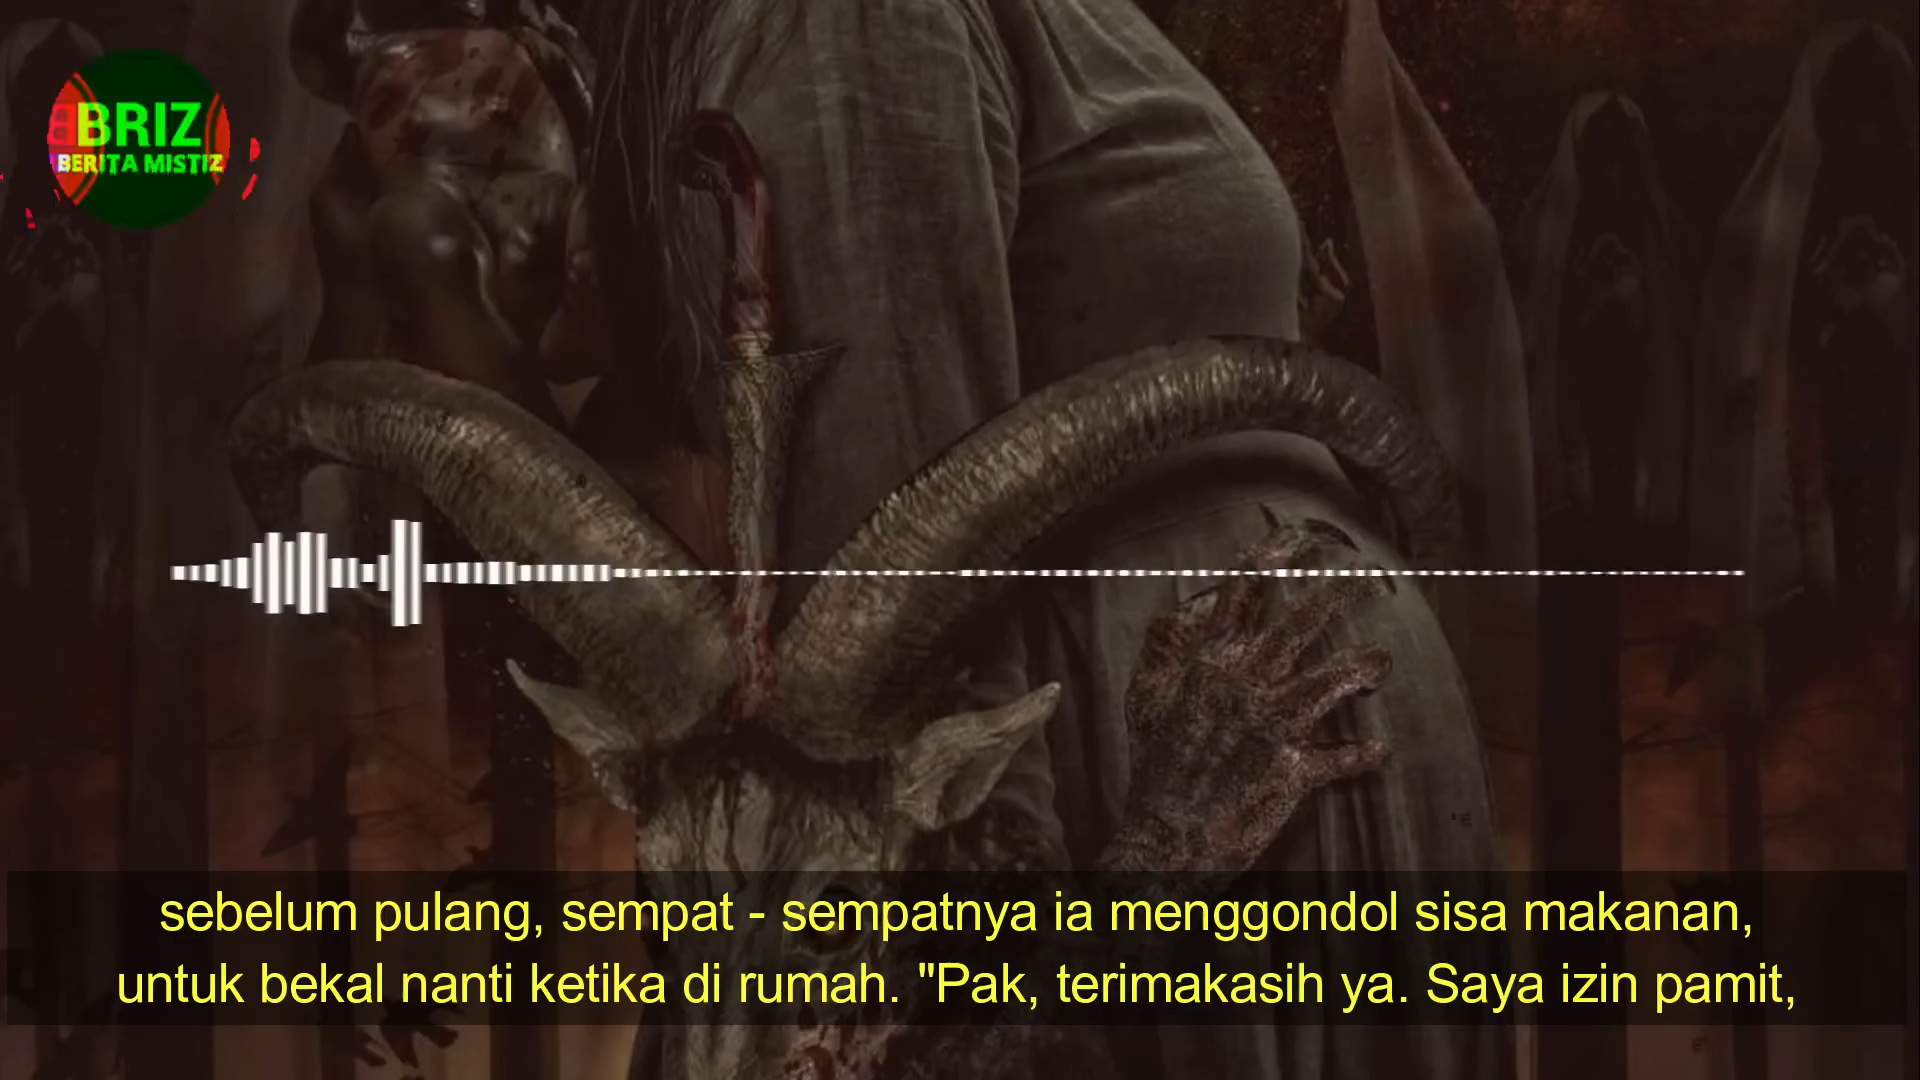 BRIZ
BERITA MISTIZ
sebelum pulang, sempat - sempatnya ia menggondol sisa makanan,
untuk bekal nanti ketika di rumah. "Pak, terimakasih ya. Saya izin pamit,